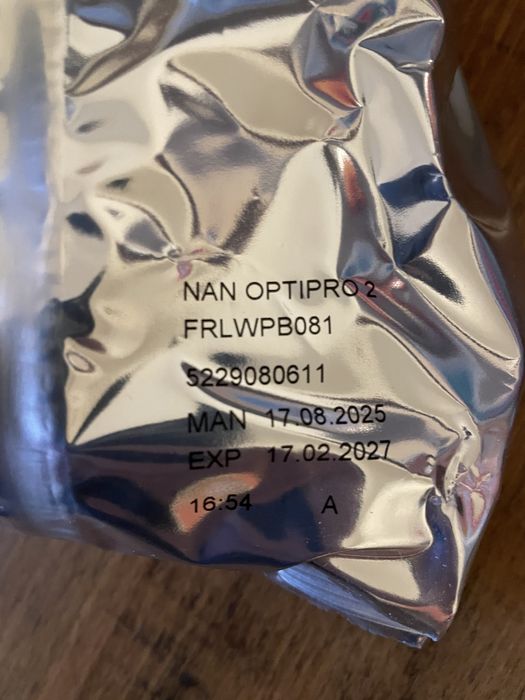 NAN OPTIPRO 2
FRLWPB081
5229080611
MAN 17.08.2025
EXP 17.02.2027
16:54 A